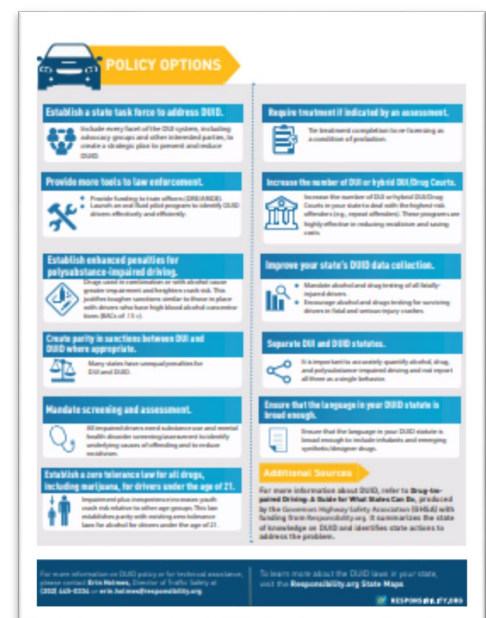 POLICY OPTIONS
Establish a state task force to address DUID.
Include every facet of the DUI system, including
advocacy groups and other interested parties, to
create a strategic plan to prevent and reduce
DUID.
Provide more tools to law enforcement.
Provide funding to train officers (DRE/ARIDE).
Launch an oral fluid pilot program to identify DUID
drivers effectively and efficiently.
Establish enhanced penalties for
polysubstance-impaired driving.
Drugs used in combination or with alcohol cause
greater impairment and heighten crash risk. This
justifies tougher sanctions similar to those in place
with drivers who have high blood alcohol concentra-
tions (BACs of .15 <).
Create parity in sanctions between DUI and
DUID where appropriate.
Many states have unequal penalties for
DUI and DUID.
Mandate screening and assessment.
All impaired drivers need substance use and mental
health disorder screening/assessment to identify
underlying causes of offending and to reduce
recidivism.
Establish a zero tolerance law for all drugs,
including marijuana, for drivers under the age of 21.
Impairment plus inexperience increases youth
crash risk relative to other age groups. This law
establishes parity with existing zero tolerance
laws for alcohol for drivers under the age of 21.
Require treatment if indicated by an assessment.
Tie treatment completion to re-licensing as
a condition of probation.
Increase the number of DUI or hybrid DUI/Drug Courts.
Increase the number of DUI or hybrid DUI/Drug
Courts in your state to deal with the highest-risk
offenders (e.g., repeat offenders). These programs are
highly effective in reducing recidivism and saving
costs.
Improve your state's DUID data collection.
Mandate alcohol and drug testing of all fatally-
injured drivers.
Encourage alcohol and drugs testing for surviving
drivers in fatal and serious injury crashes.
Separate DUI and DUID statutes.
It is important to accurately quantify alcohol, drug,
and polysubstance-impaired driving and not report
all three as a single behavior.
Ensure that the language in your DUID statute is
broad enough.
Ensure that the language in your DUID statute is
broad enough to include inhalants and emerging
synthetic/designer drugs.
Additional Sources
For more information about DUID, refer to Drug-Im-
paired Driving: A Guide for What States Can Do, produced
by the Governors Highway Safety Association (GHSA) with
funding from Responsibility.org. It summarizes the state
of knowledge on DUID and identifies state actions to
address the problem.
For more information on DUID policy or for technical assistance,
please contact Erin Holmes, Director of Traffic Safety at
(202) 445-0334 or erin.holmes@responsibility.org
To learn more about the DUID laws in your state,
visit the Responsibility.org State Maps.
RESPONSIBILITY.ORG